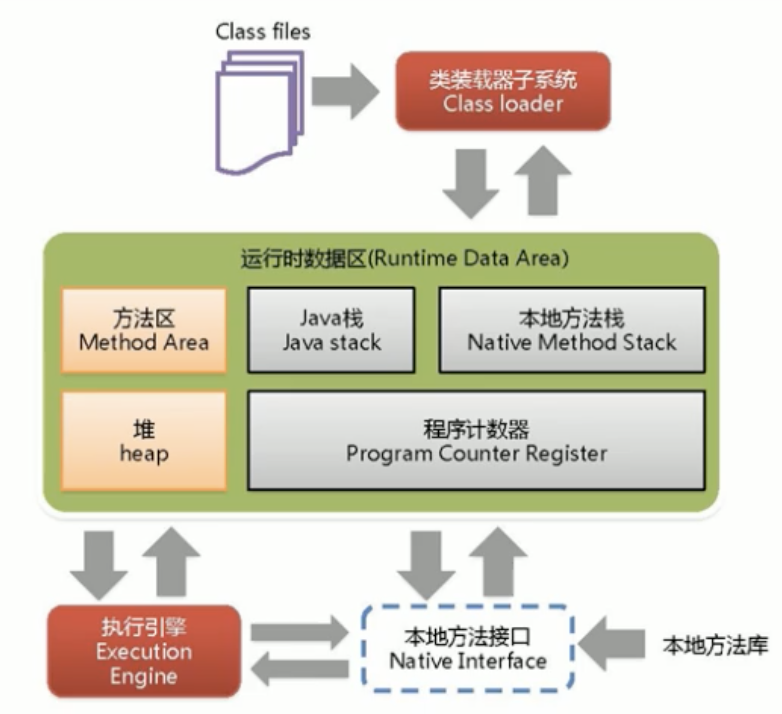 Class files
类装载器子系统
Class loader
运行时数据区(Runtime Data Area)
方法区
Method Area
Java栈
Java stack
本地方法栈
Native Method Stack
堆
heap
程序计数器
Program Counter Register
执行引擎
Execution
Engine
本地方法接口
Native Interface
本地方法库